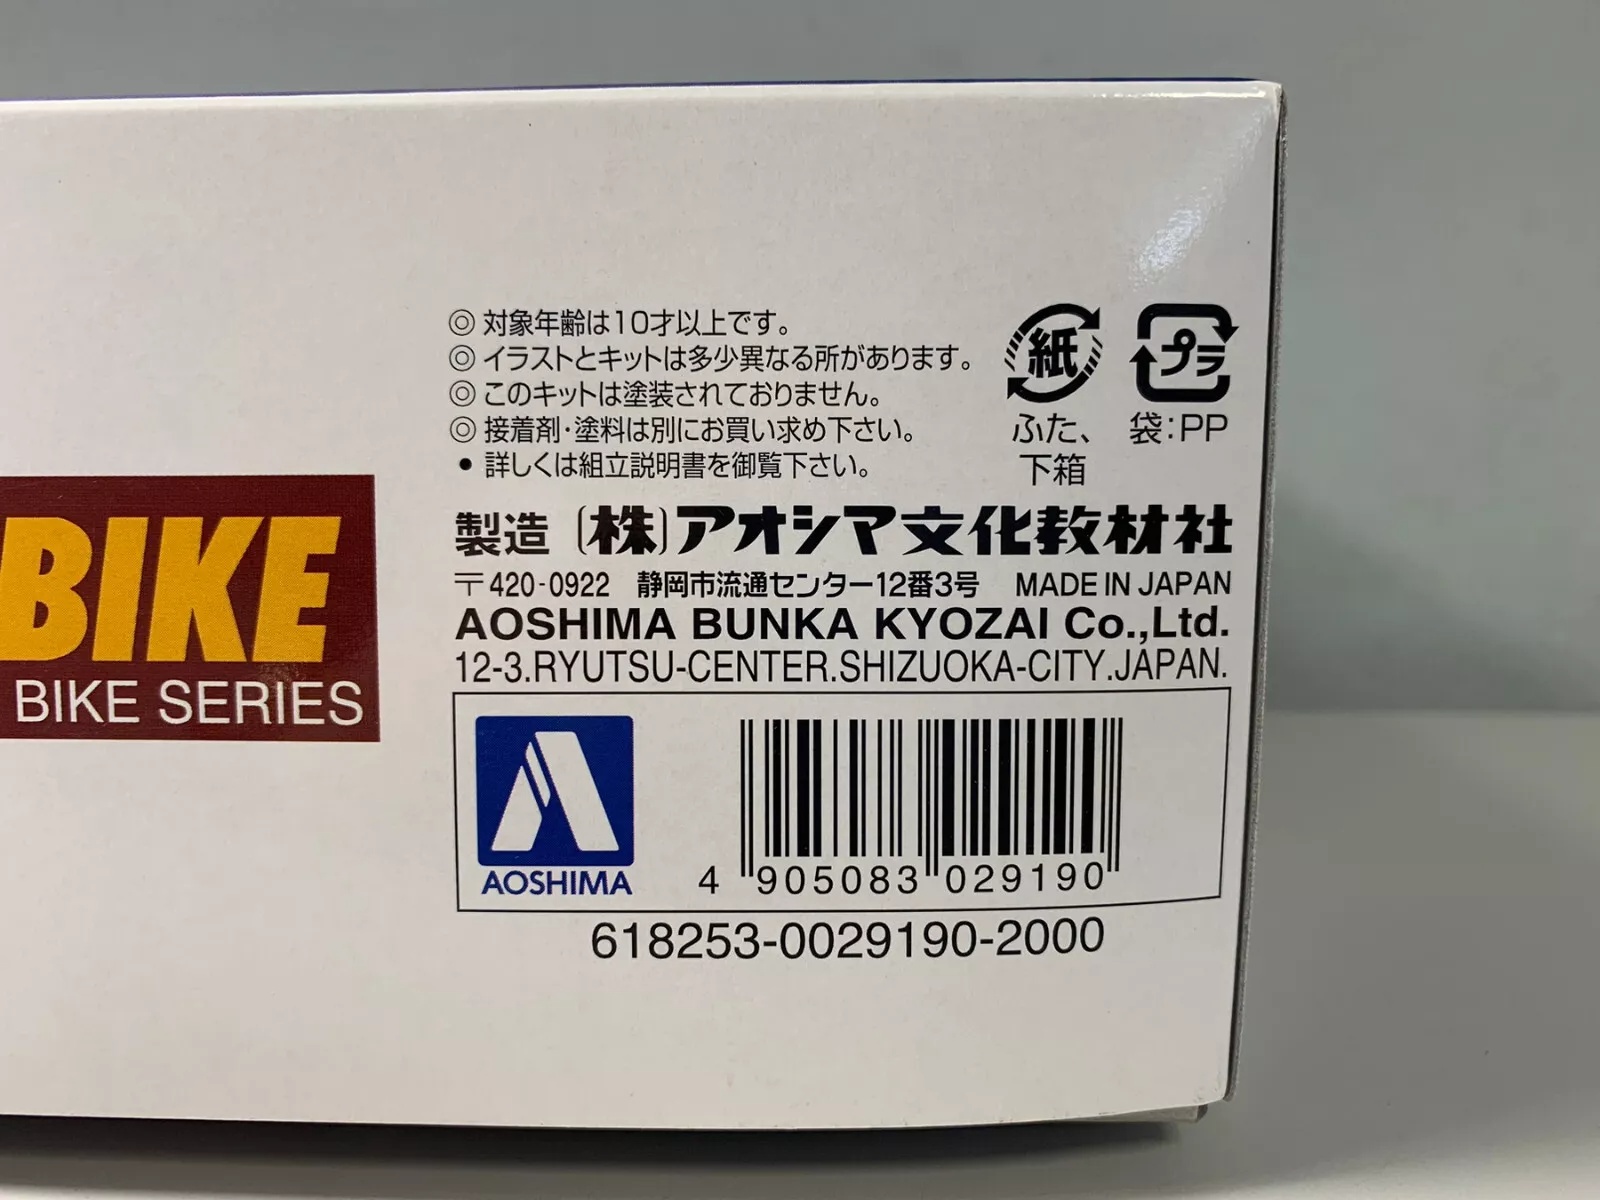 BIKE
BIKE SERIES
◎ 対象年齢は10才以上です。
◎ イラストとキットは多少異なる所があります。
◎ このキットは塗装されておりません。
◎ 接着剤・塗料は別にお買い求め下さい。
• 詳しくは組立説明書を御覧下さい。
紙
ふた、
下箱
プラ
袋:PP
製造 (株)アオシマ文化教材社
〒420-0922 静岡市流通センター12番3号 MADE IN JAPAN
AOSHIMA BUNKA KYOZAI Co.,Ltd.
12-3.RYUTSU-CENTER.SHIZUOKA-CITY.JAPAN.
AOSHIMA
4 905083 029190
618253-0029190-2000